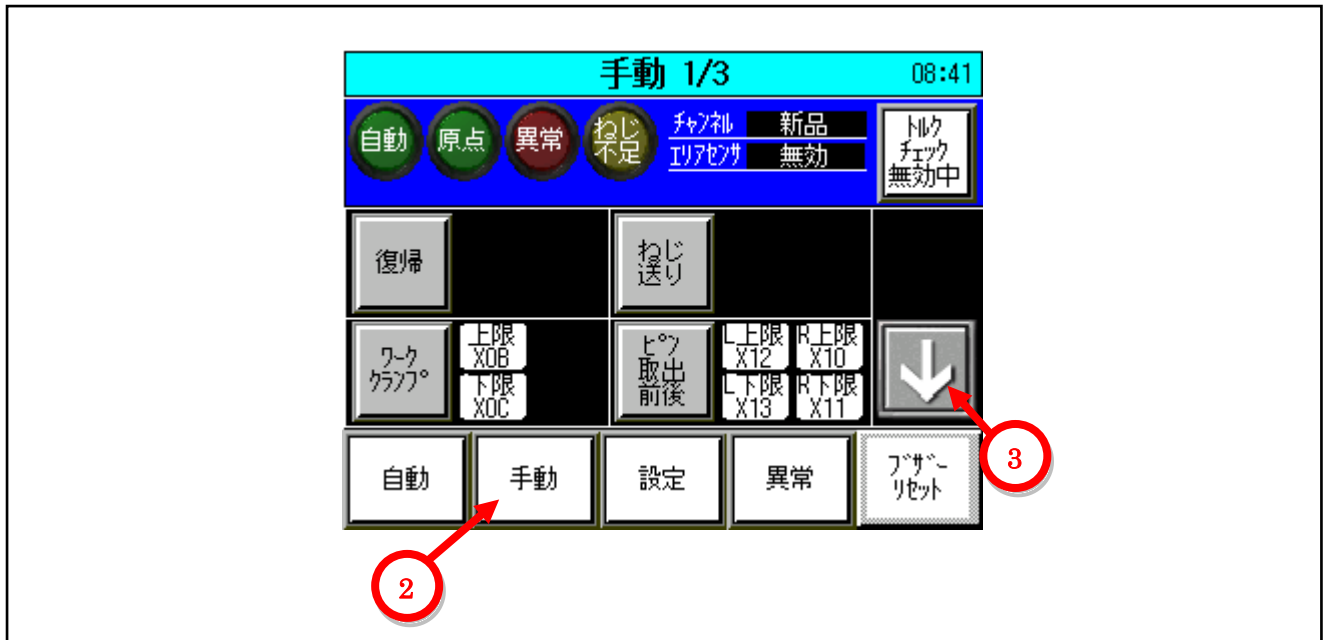 手動 1/3
08:41
自動
原点
異常
ねじ
不足
ﾁｬﾝﾈﾙ 新品
ｴﾘｱｾﾝｻ 無効
ﾄﾙｸ
ﾁｪｯｸ
無効中
復帰
ねじ
送り
ﾜｰｸ
ｸﾗﾝﾌﾟ
上限
X0B
下限
X0C
ﾋﾟﾝ
取出
前後
L上限
X12
R上限
X10
L下限
X13
R下限
X11
3
自動
手動
設定
異常
ﾌﾞｻﾞｰ
ﾘｾｯﾄ
2